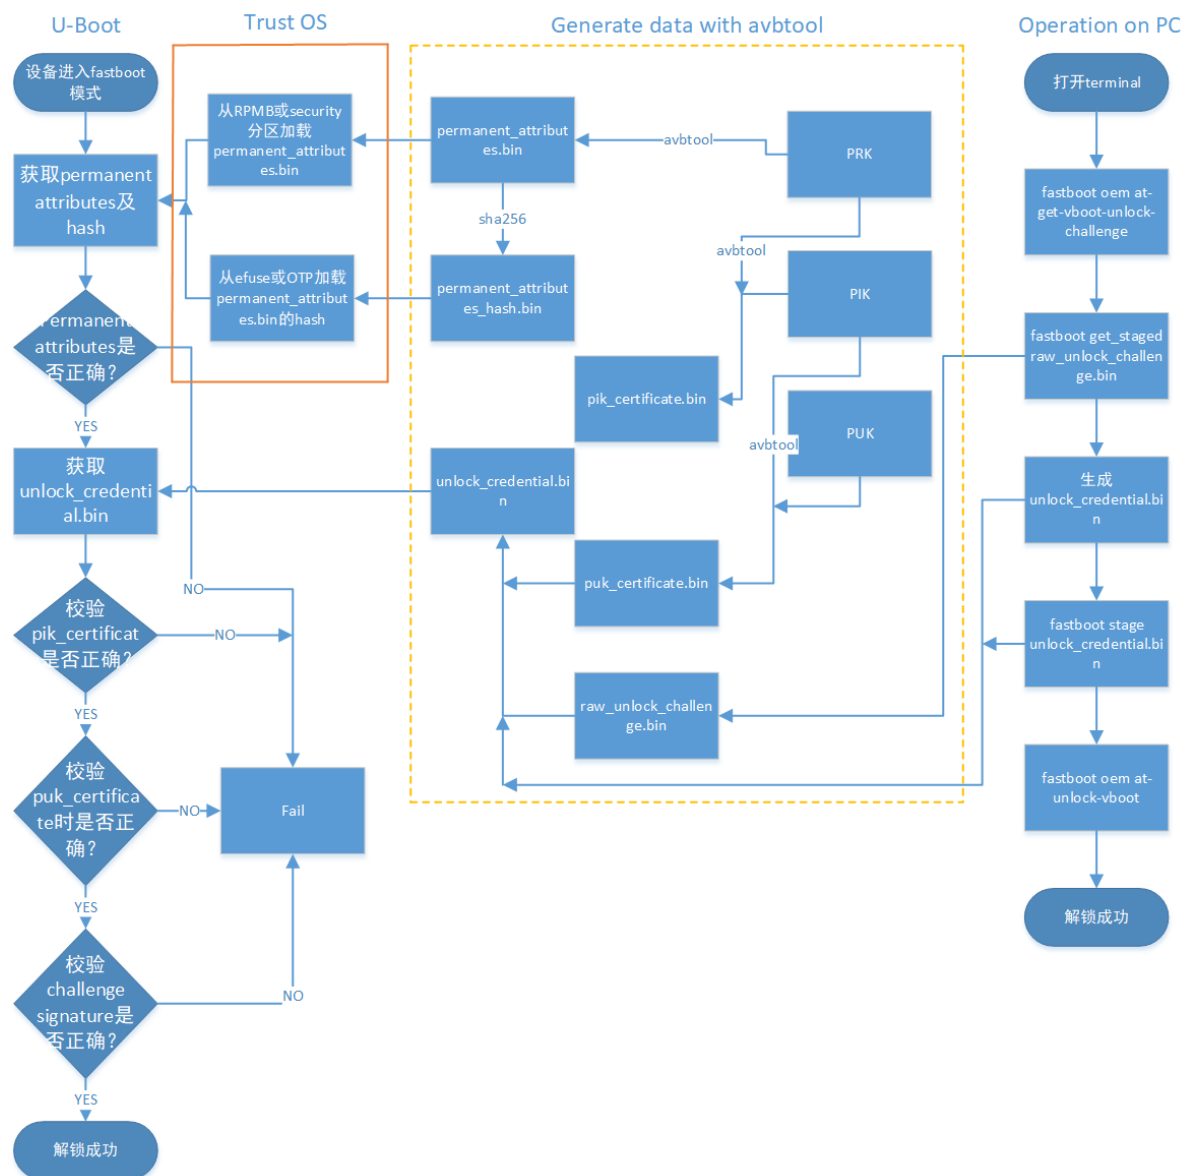 U-Boot
设备进入fastboot
模式
获取permanent
attributes及
hash
Permanent
attributes是
否正确？
YES
获取
unlock_credenti
al.bin
校验
pik_certificat
是否正确？
YES
校验
puk_certifica
te时是否正
确？
YES
校验
challenge
signature是
否正确？
YES
解锁成功
NO
NO
NO
NO
Fail
Trust OS
从RPMB或security
分区加载
permanent_attribut
es.bin
从efuse或OTP加载
permanent_attribut
es.bin的hash
Generate data with avbtool
permanent_attribut
es.bin
sha256
permanent_attribut
es_hash.bin
avbtool
PRK
avbtool
PIK
pik_certificate.bin
PUK
avbtool
unlock_credential.bi
n
puk_certificate.bin
raw_unlock_challe
nge.bin
Operation on PC
打开terminal
fastboot oem at-
get-vboot-unlock-
challenge
fastboot get_staged
raw_unlock_challe
nge.bin
生成
unlock_credential.bi
n
fastboot stage
unlock_credential.bi
n
fastboot oem at-
unlock-vboot
解锁成功